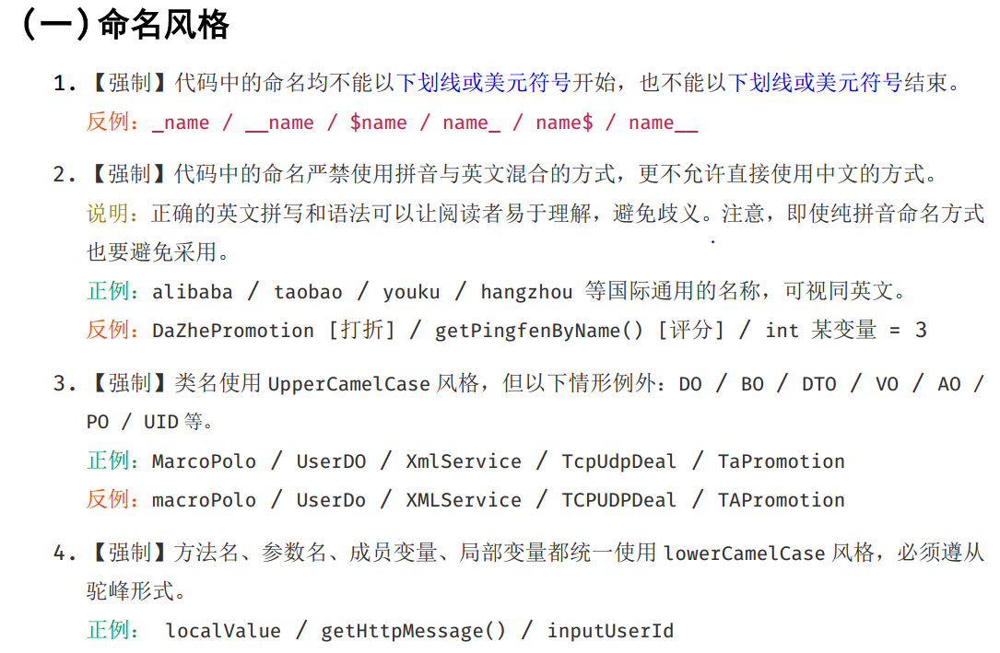 (一)命名风格
1. 【强制】代码中的命名均不能以下划线或美元符号开始，也不能以下划线或美元符号结束。
反例：_name / __name / $name / name_ / name$ / name__
2. 【强制】代码中的命名严禁使用拼音与英文混合的方式，更不允许直接使用中文的方式。
说明：正确的英文拼写和语法可以让阅读者易于理解，避免歧义。注意，即使纯拼音命名方式
也要避免采用。
正例：alibaba / taobao / youku / hangzhou 等国际通用的名称，可视同英文。
反例：DaZhePromotion [打折] / getPingfenByName() [评分] / int 某变量 = 3
3. 【强制】类名使用 UpperCamelCase 风格，但以下情形例外：DO / BO / DTO / VO / AO /
PO / UID 等。
正例：MarcoPolo / UserDO / XmlService / TcpUdpDeal / TaPromotion
反例：macroPolo / UserDo / XMLService / TCPUDPDeal / TAPromotion
4. 【强制】方法名、参数名、成员变量、局部变量都统一使用 lowerCamelCase 风格，必须遵从
驼峰形式。
正例： localValue / getHttpMessage() / inputUserId